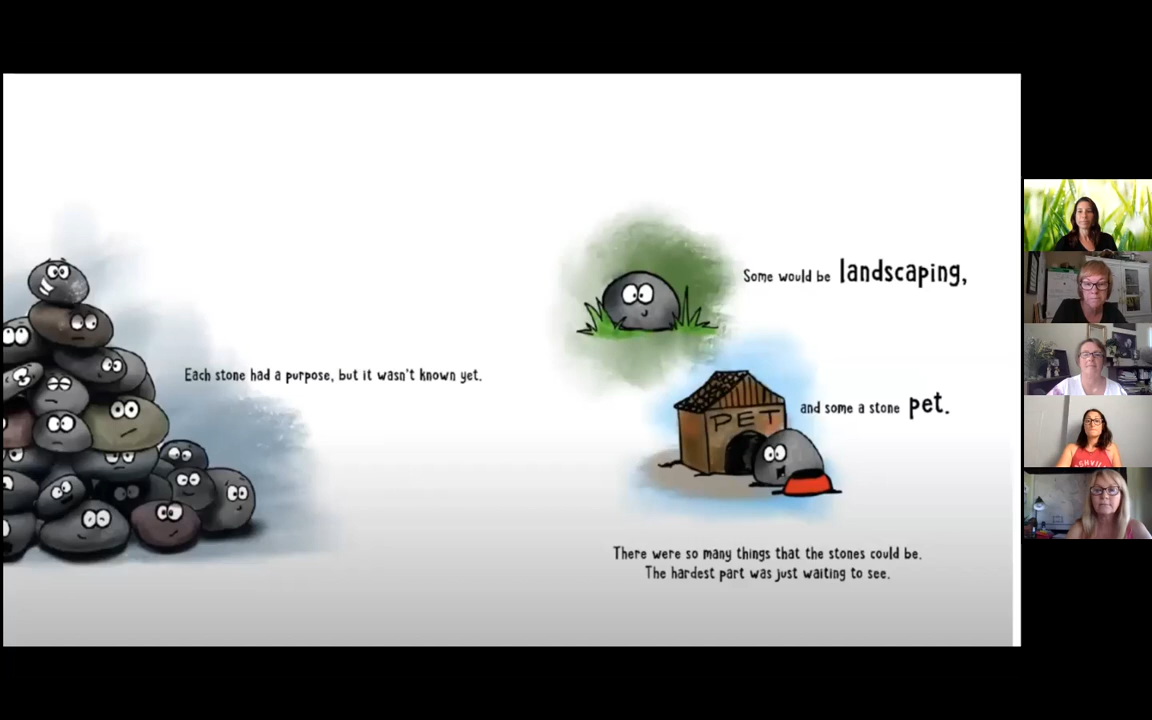 Each stone had a purpose, but it wasn't known yet.
Some would be landscaping,
PET
and some a stone pet.
There were so many things that the stones could be.
The hardest part was just waiting to see.